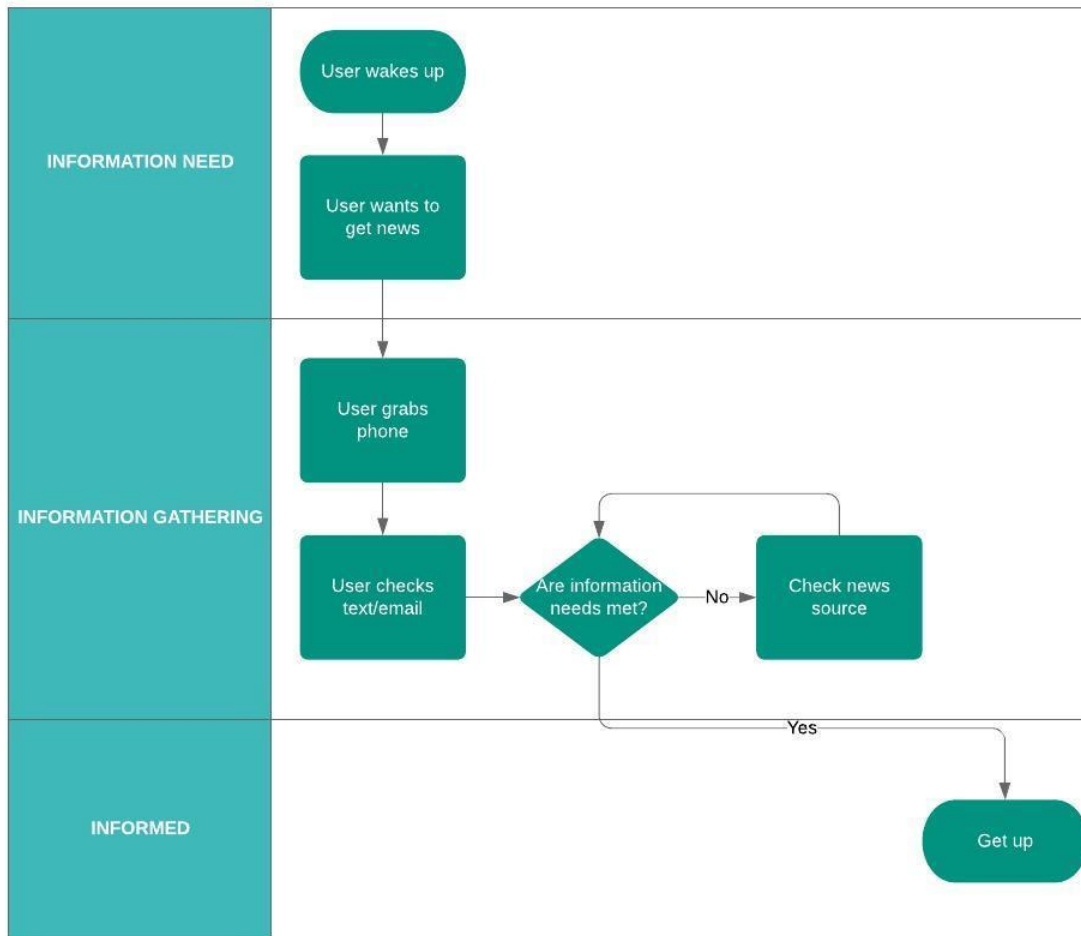 User wakes up
INFORMATION NEED
User wants to
get news
User grabs
phone
INFORMATION GATHERING
User checks
text/email
Are information
needs met?
No
Check news
source
Yes
INFORMED
Get up